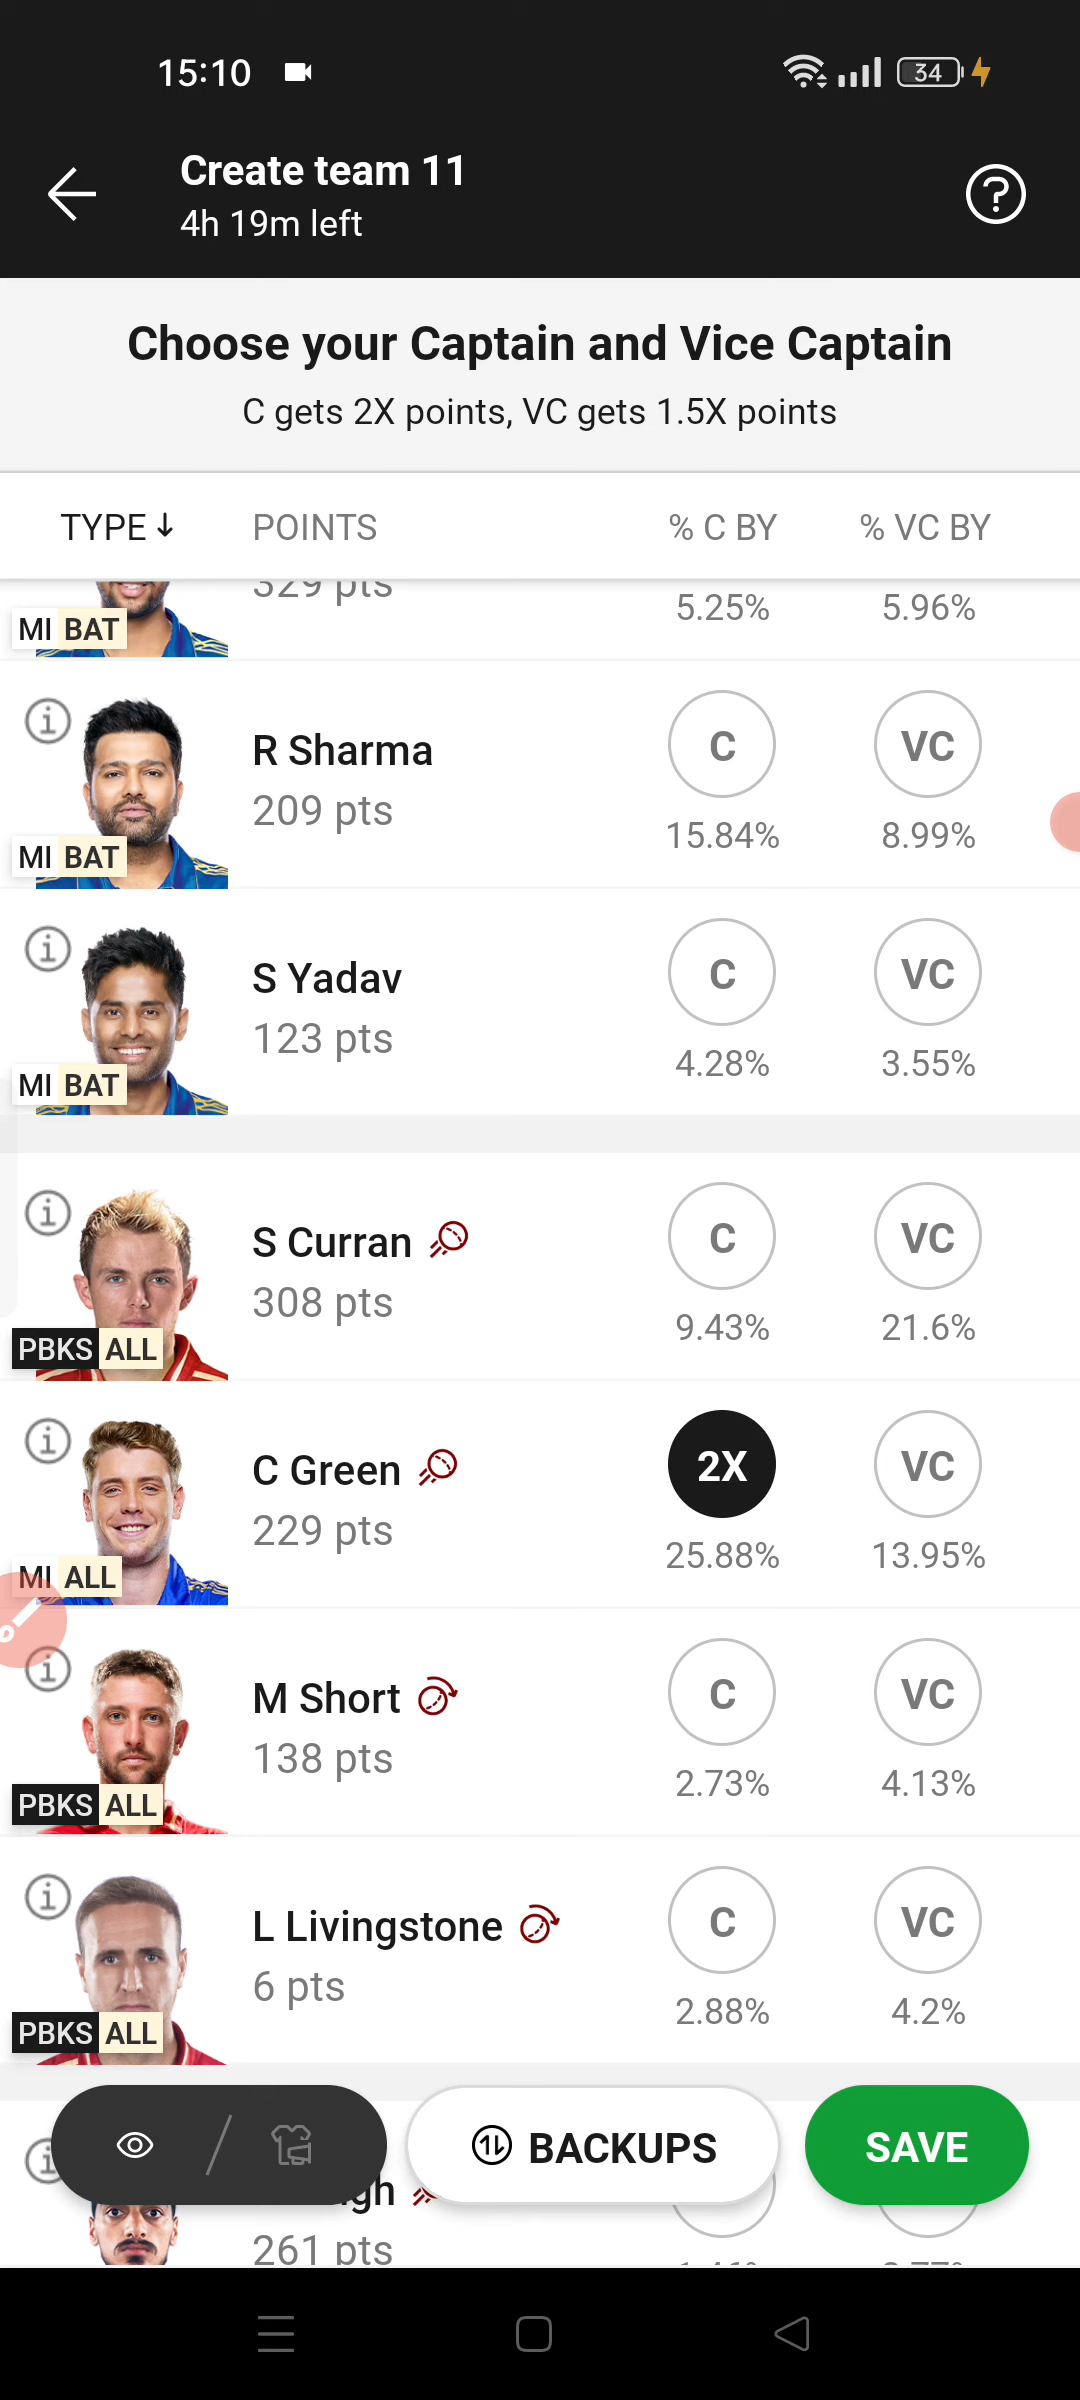 15:10
34
Create team 11
4h 19m left
Choose your Captain and Vice Captain
C gets 2X points, VC gets 1.5X points
TYPE POINTS % C BY % VC BY
329 pts
5.25% 5.96%
MI BAT
R Sharma
209 pts
C VC
15.84% 8.99%
MI BAT
S Yadav
123 pts
C VC
4.28% 3.55%
MI BAT
S Curran
308 pts
C VC
9.43% 21.6%
PBKS ALL
C Green
229 pts
2X VC
25.88% 13.95%
MI ALL
M Short
138 pts
C VC
2.73% 4.13%
PBKS ALL
L Livingstone
6 pts
C VC
2.88% 4.2%
PBKS ALL
BACKUPS
SAVE
261 pts